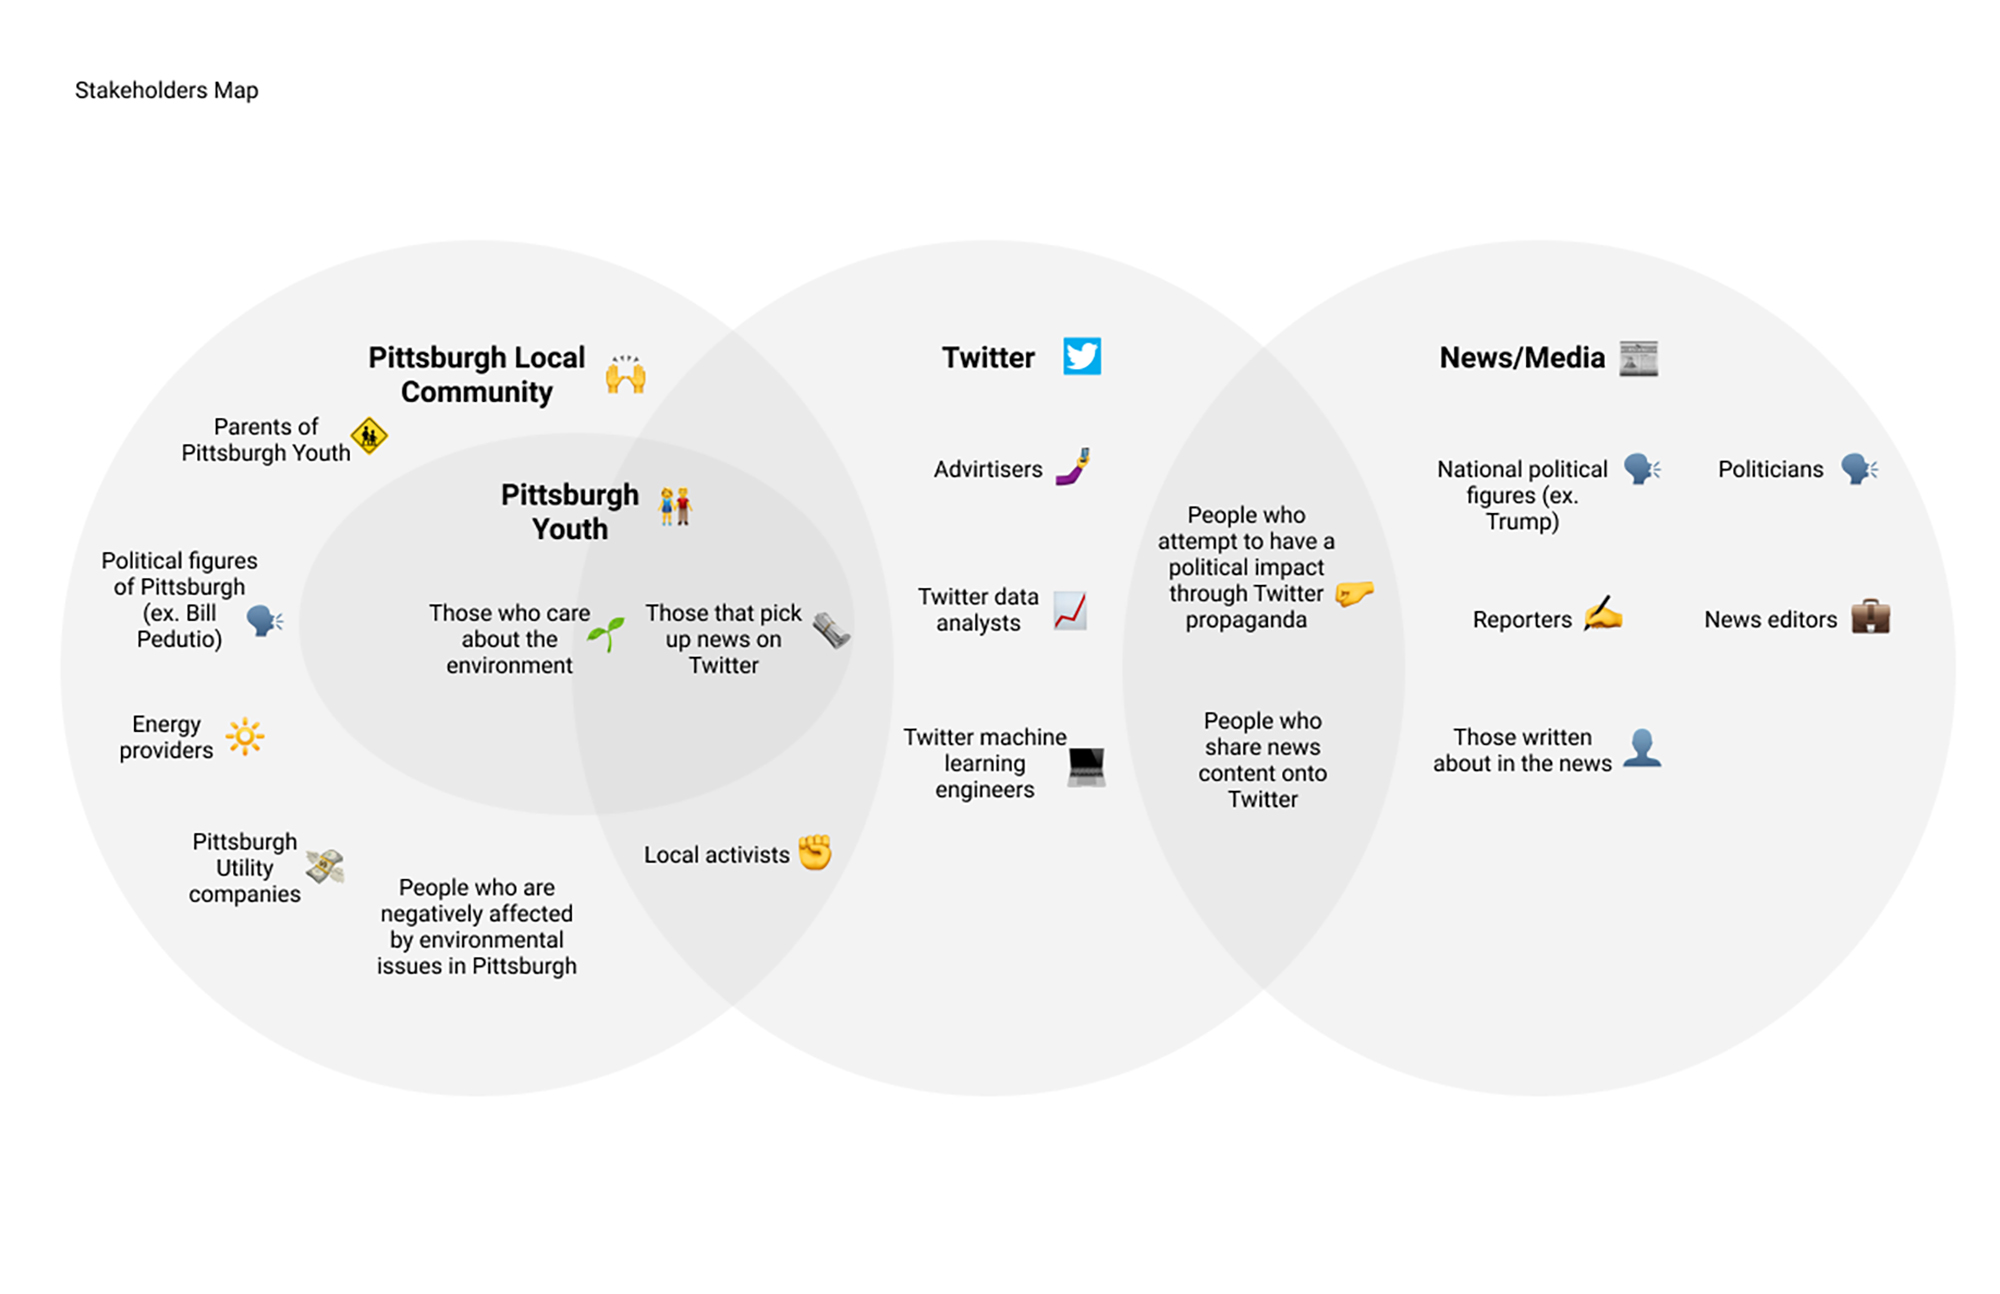 Stakeholders Map
Pittsburgh Local
Community
Parents of
Pittsburgh Youth
Pittsburgh
Youth
Political figures
of Pittsburgh
(ex. Bill
Pedutio)
Those who care
about the
environment
Those that pick
up news on
Twitter
Energy
providers
Pittsburgh
Utility
companies
People who are
negatively affected
by environmental
issues in Pittsburgh
Local activists
Twitter
Advirtisers
Twitter data
analysts
Twitter machine
learning
engineers
People who
attempt to have a
political impact
through Twitter
propaganda
People who
share news
content onto
Twitter
News/Media
National political
figures (ex.
Trump)
Politicians
Reporters
News editors
Those written
about in the news